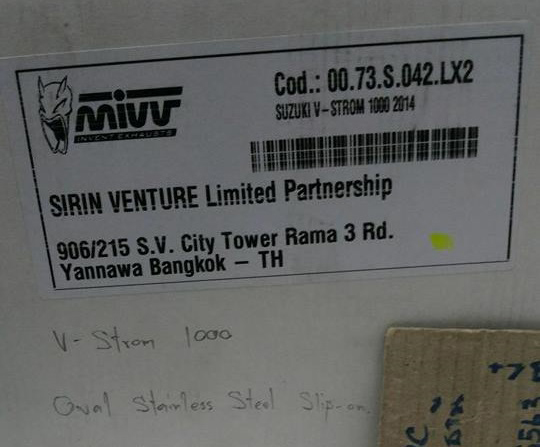 mivv
INVENT EXHAUSTS
Cod.: 00.73.S.042.LX2
SUZUKI V-STROM 1000 2014
SIRIN VENTURE Limited Partnership
906/215 S.V. City Tower Rama 3 Rd.
Yannawa Bangkok – TH
V-Strom 1000
Oval Stainless Steel Slip-on